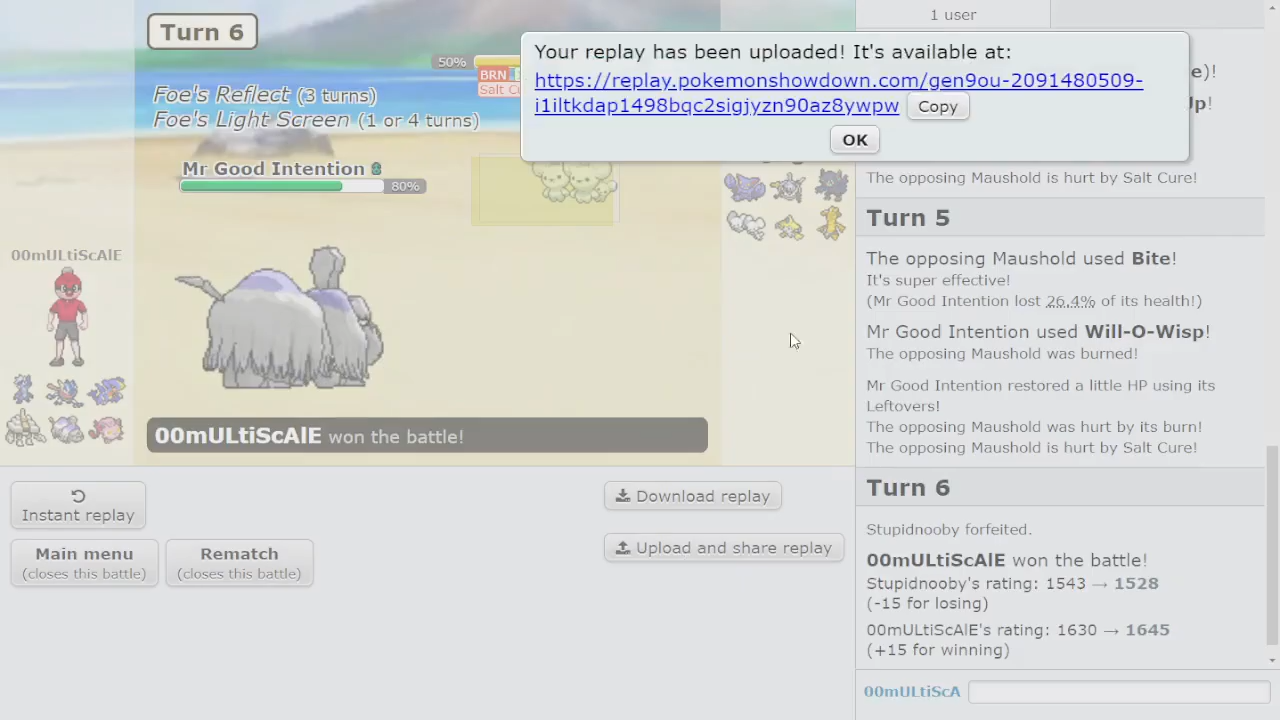 Turn 6
1 user
Your replay has been uploaded! It's available at:
https://replay.pokemonshowdown.com/gen9ou-2091480509-
i1iltkdap1498bqc2sigjyzn90az8ywpw
Copy
OK
50%
BRN
Salt Cu
Foe's Reflect (3 turns)
Foe's Light Screen (1 or 4 turns)
Mr Good Intention
80%
e)!
Up!
The opposing Maushold is hurt by Salt Cure!
Turn 5
The opposing Maushold used Bite!
It's super effective!
(Mr Good Intention lost 26.4% of its health!)
Mr Good Intention used Will-O-Wisp!
The opposing Maushold was burned!
Mr Good Intention restored a little HP using its
Leftovers!
The opposing Maushold was hurt by its burn!
The opposing Maushold is hurt by Salt Cure!
Turn 6
Stupidnooby forfeited.
00mULtiScAlE won the battle!
Stupidnooby's rating: 1543 → 1528
(-15 for losing)
00mULtiScAlE's rating: 1630 → 1645
(+15 for winning)
00mULtiScA
00mULtiScAlE
00mULtiScAlE won the battle!
Instant replay
Download replay
Upload and share replay
Main menu
(closes this battle)
Rematch
(closes this battle)